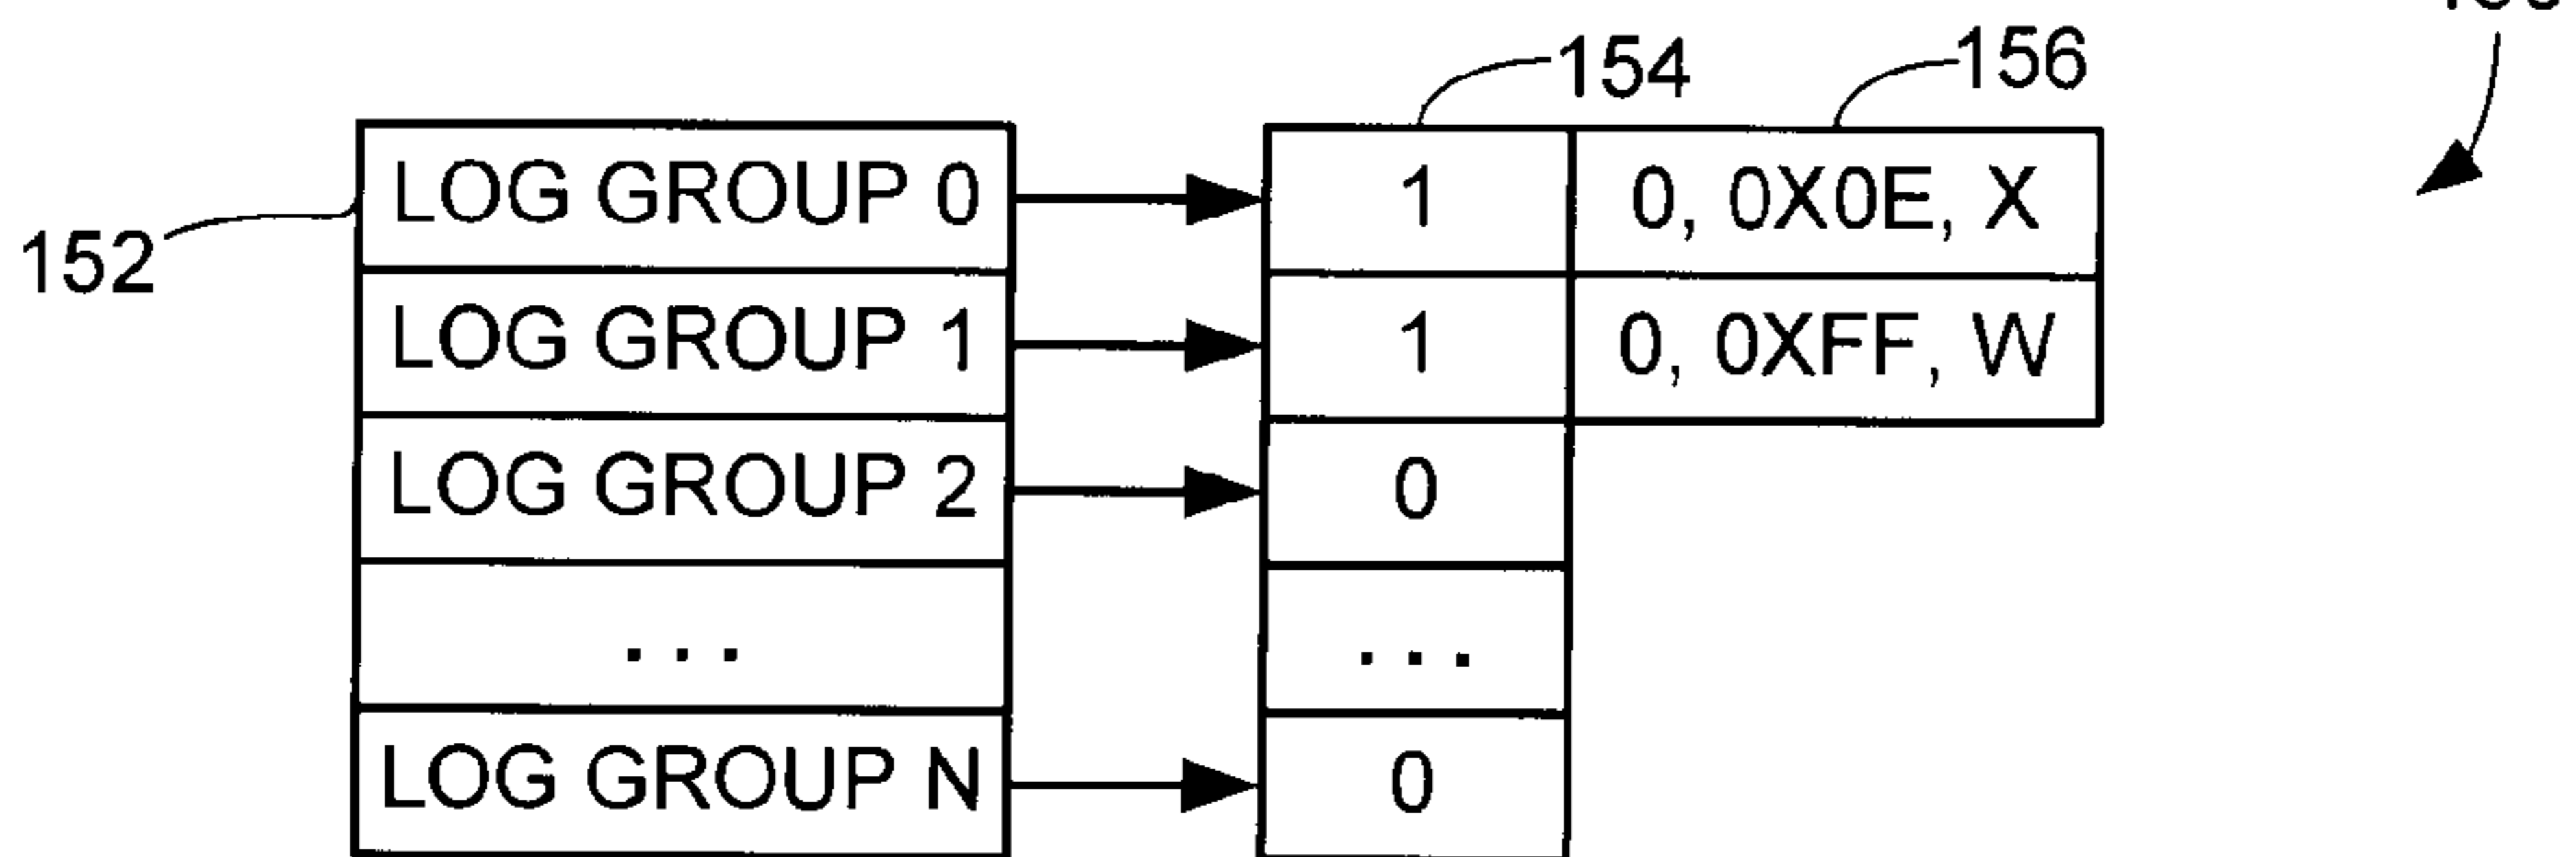 154 156
LOG GROUP 0 1 0, 0X0E, X
152
LOG GROUP 1 1 0, 0XFF, W
LOG GROUP 2 0
... ...
LOG GROUP N 0